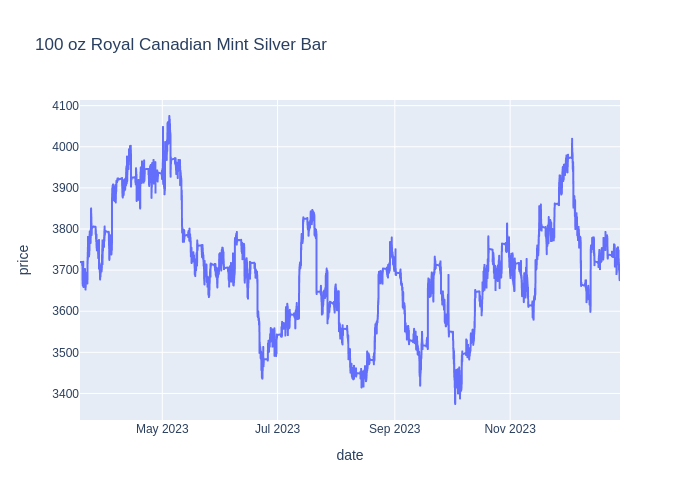 100 oz Royal Canadian Mint Silver Bar
4100
4000
3900
3800
3700
3600
3500
3400
price
May 2023
Jul 2023
Sep 2023
Nov 2023
date